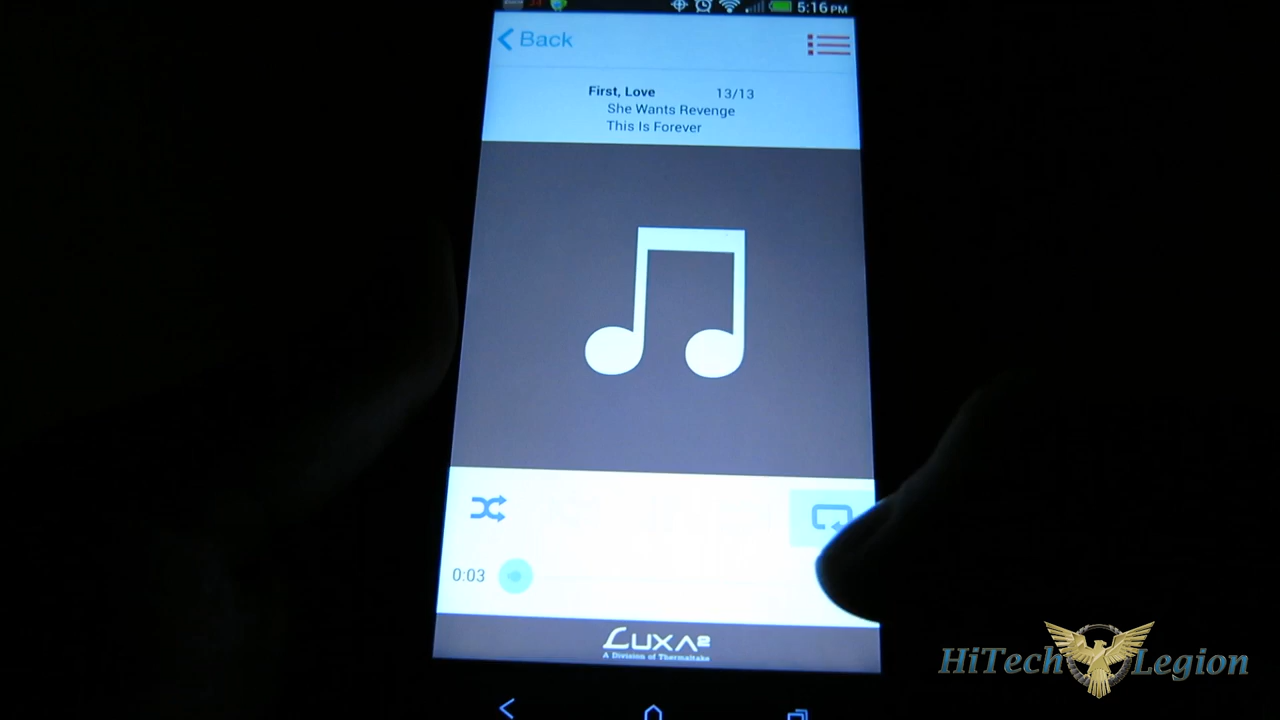 5:16 PM
Back
First, Love 13/13
She Wants Revenge
This Is Forever
0:03
LUXA2
A Division of Thermaltake
HiTech Legion